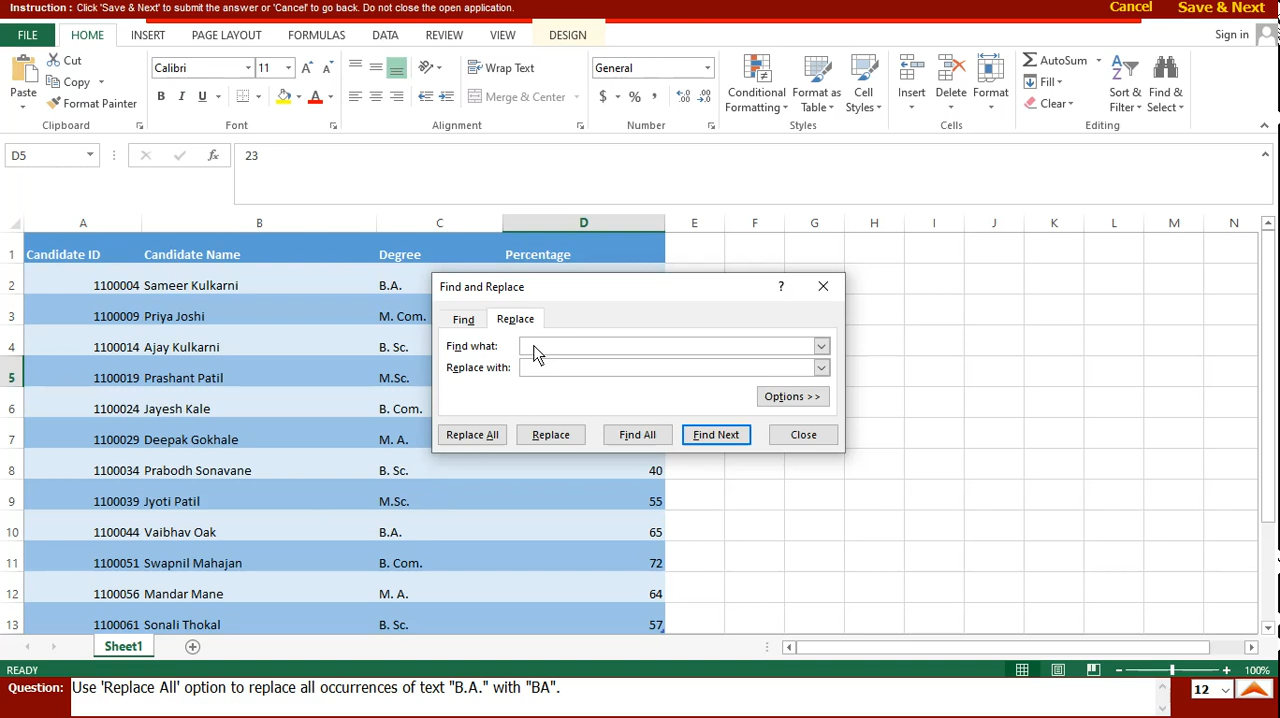 Instruction : Click 'Save & Next' to submit the answer or 'Cancel' to go back. Do not close the open application. Cancel Save & Next
FILE HOME INSERT PAGE LAYOUT FORMULAS DATA REVIEW VIEW DESIGN Sign in
Paste Cut Copy Format Painter Clipboard
Calibri 11 B I U A Font
Wrap Text Merge & Center Alignment
General $ % , Number
Conditional Formatting Format as Table Cell Styles Styles
Insert Delete Format Cells
AutoSum Fill Clear Sort & Filter Find & Select Editing
D5 fx 23
A B C D E F G H I J K L M N
1 Candidate ID Candidate Name Degree Percentage
2 1100004 Sameer Kulkarni B.A.
3 1100009 Priya Joshi M. Com.
4 1100014 Ajay Kulkarni B. Sc.
5 1100019 Prashant Patil M.Sc.
6 1100024 Jayesh Kale B. Com.
7 1100029 Deepak Gokhale M. A.
8 1100034 Prabodh Sonavane B. Sc. 40
9 1100039 Jyoti Patil M.Sc. 55
10 1100044 Vaibhav Oak B.A. 65
11 1100051 Swapnil Mahajan B. Com. 72
12 1100056 Mandar Mane M. A. 64
13 1100061 Sonali Thokal B. Sc. 57
Find and Replace ?
Find Replace
Find what:
Replace with:
Options >>
Replace All Replace Find All Find Next Close
Sheet1
READY 100%
Question: Use 'Replace All' option to replace all occurrences of text "B.A." with "BA". 12